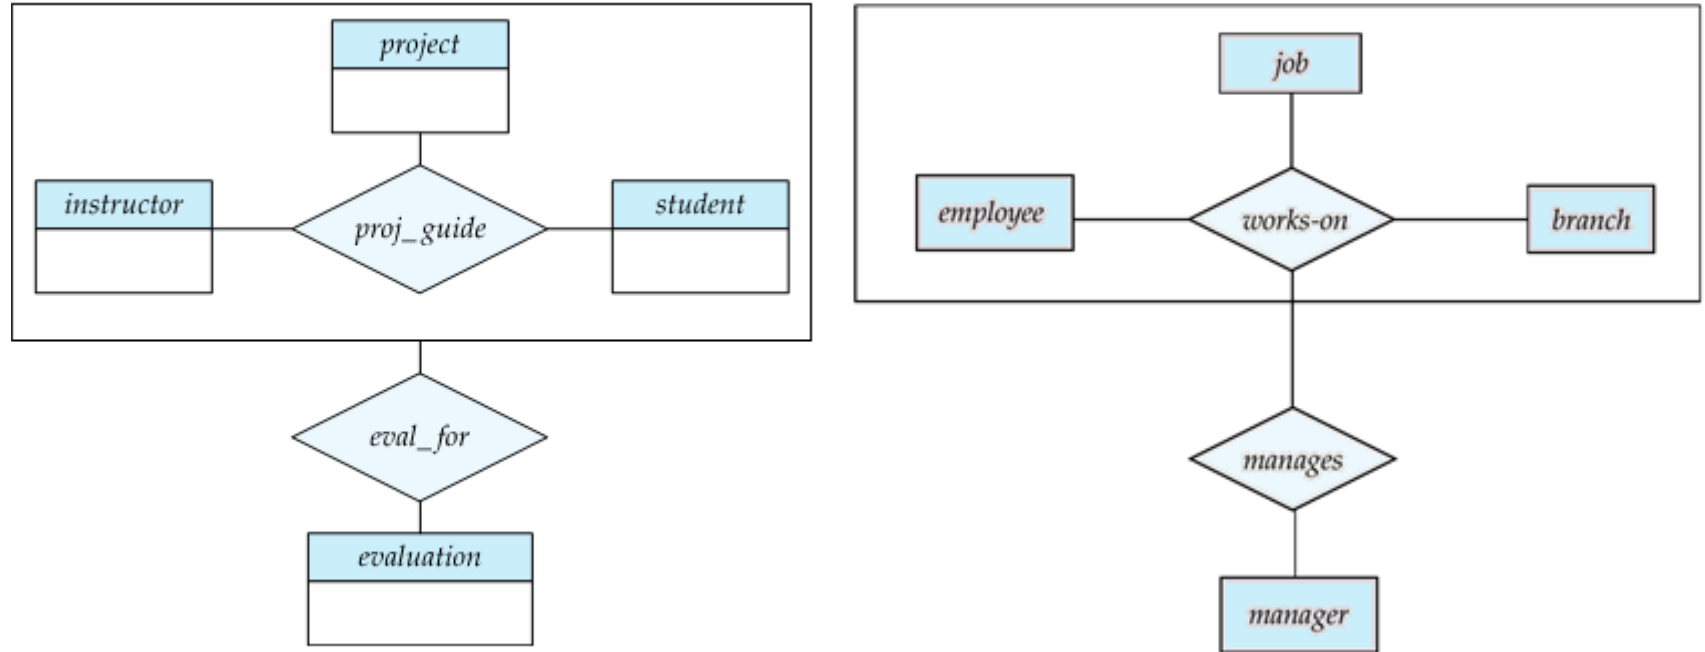 project
instructor
proj_guide
student
eval_for
evaluation
job
employee
works-on
branch
manages
manager